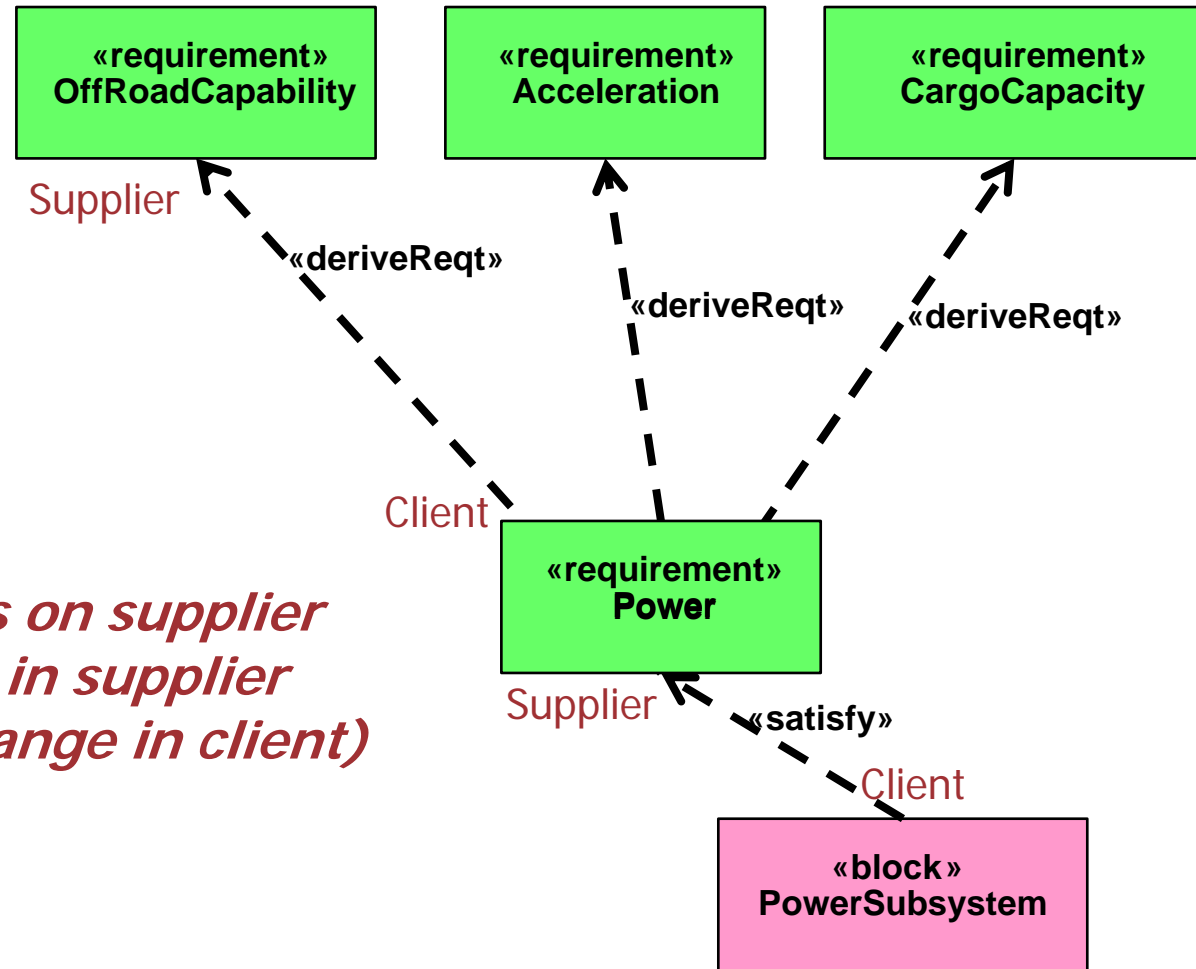 «requirement»
OffRoadCapability
«requirement»
Acceleration
«requirement»
CargoCapacity
Supplier
«deriveReqt»
«deriveReqt»
«deriveReqt»
Client
«requirement»
Power
s on supplier
in supplier
ange in client)
Supplier
«satisfy»
Client
«block»
PowerSubsystem